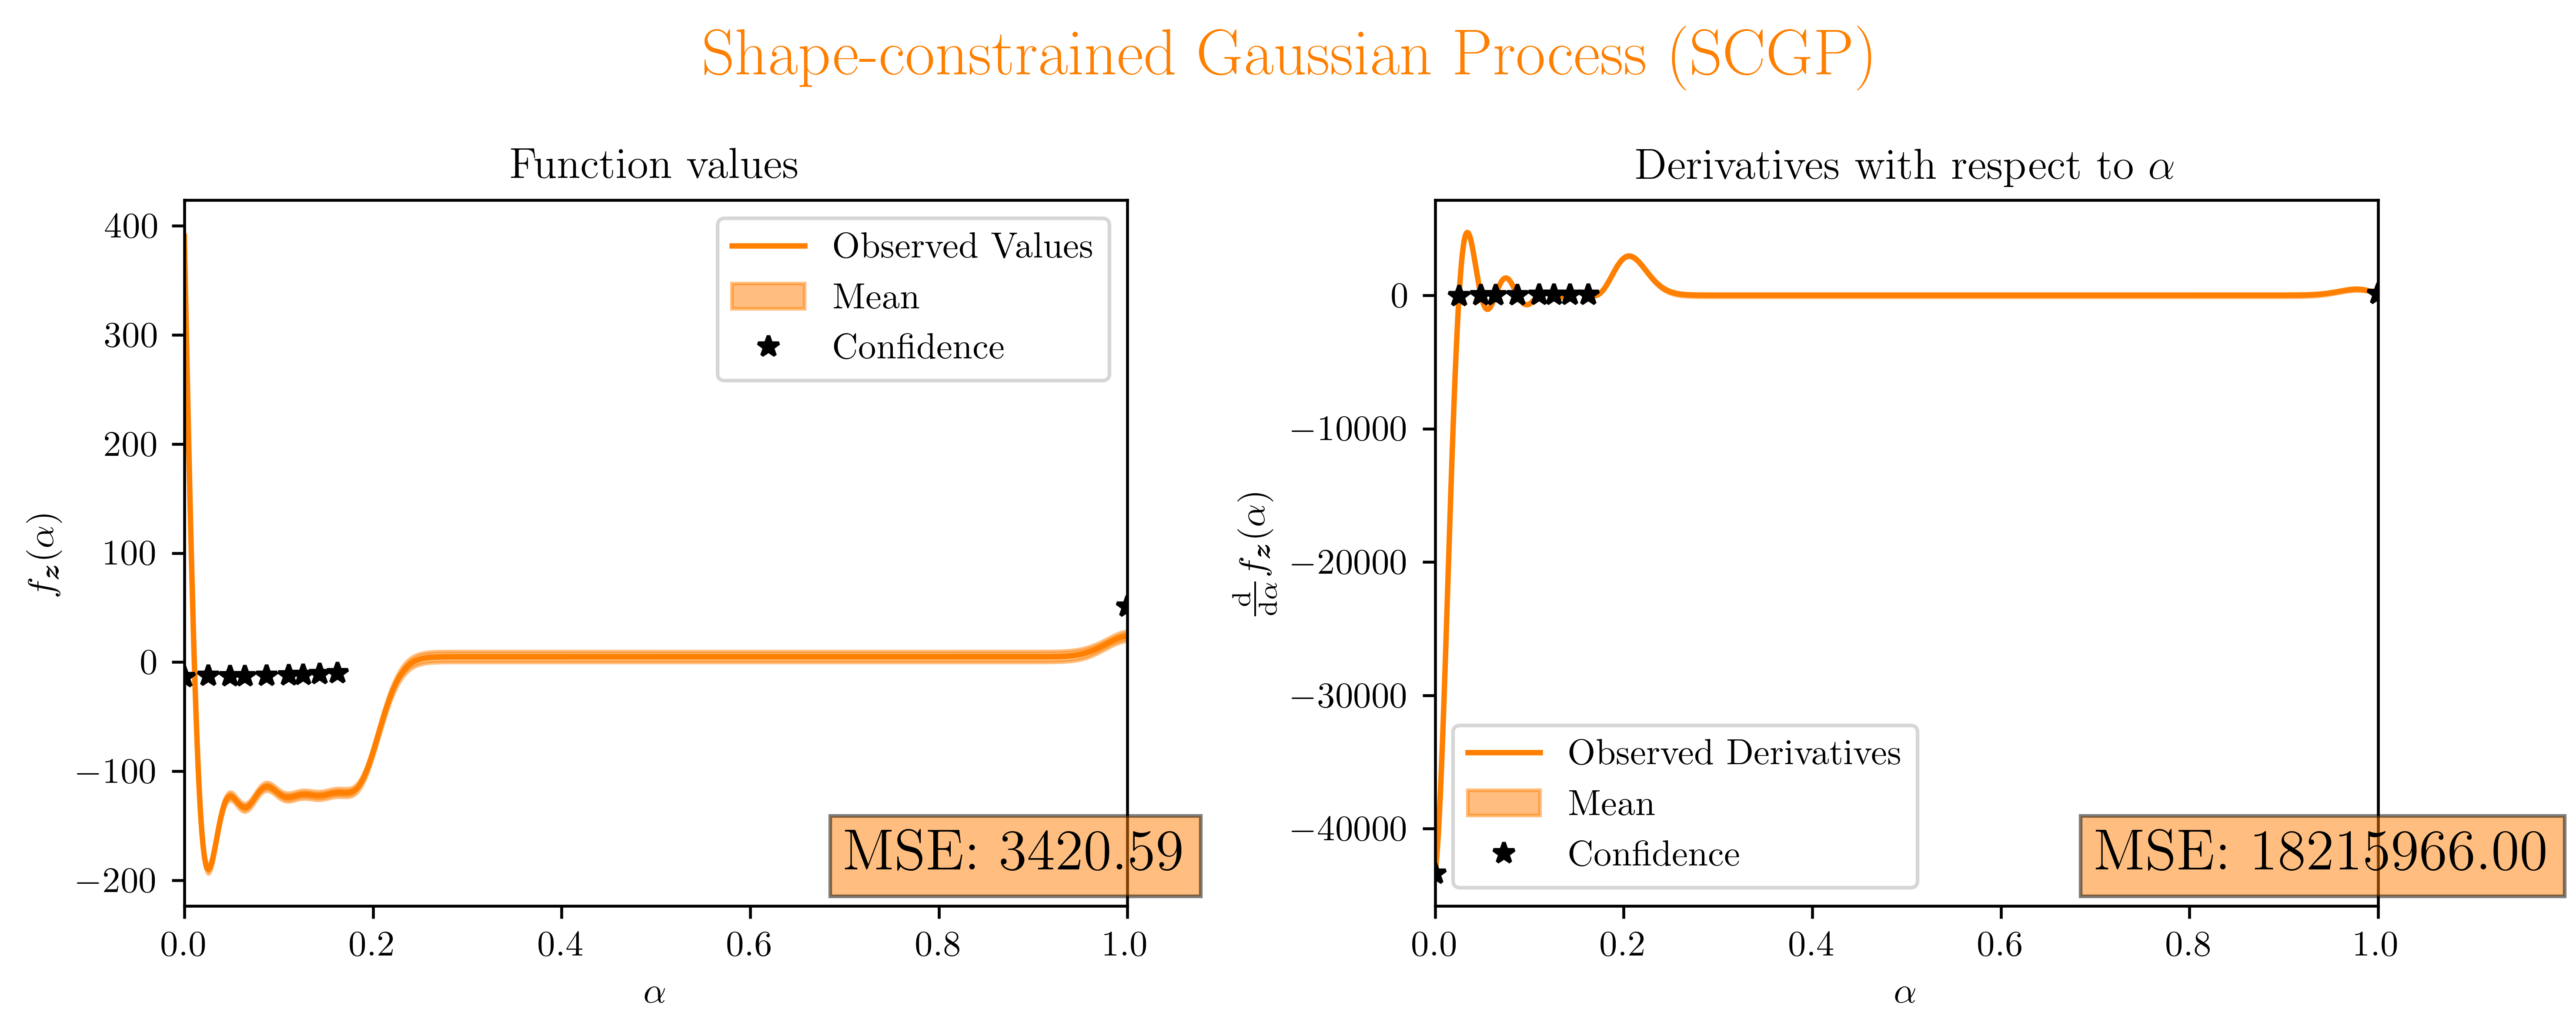 Shape-constrained Gaussian Process (SCGP)
Function values
400
300
200
100
0
−100
−200
f_z(α)
Observed Values
Mean
Confidence
MSE: 3420.59
0.0 0.2 0.4 0.6 0.8 1.0
α
Derivatives with respect to α
0
−10000
−20000
−30000
−40000
d/dα f_z(α)
Observed Derivatives
Mean
Confidence
MSE: 18215966.00
0.0 0.2 0.4 0.6 0.8 1.0
α